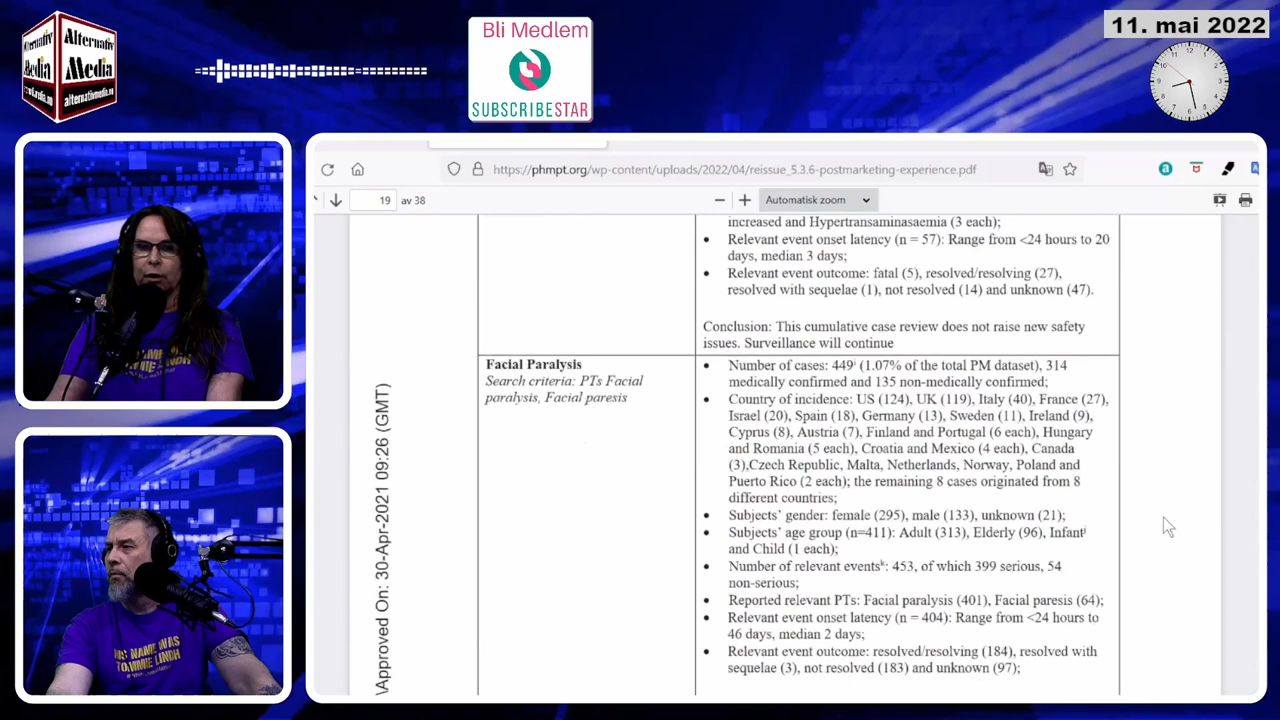 Alternativ
Media
Alternativ
Media
alternativmedia.no
Bli Medlem
SUBSCRIBESTAR
11. mai 2022
https://phmpt.org/wp-content/uploads/2022/04/reissue_5.3.6-postmarketing-experience.pdf
19 av 38
Automatisk zoom
increased and Hypertransaminasaemia (3 each);
• Relevant event onset latency (n = 57): Range from <24 hours to 20
days, median 3 days;
• Relevant event outcome: fatal (5), resolved/resolving (27),
resolved with sequelae (1), not resolved (14) and unknown (47).
Conclusion: This cumulative case review does not raise new safety
issues. Surveillance will continue
Facial Paralysis
Search criteria: PTs Facial
paralysis, Facial paresis
• Number of cases: 449ⁱ (1.07% of the total PM dataset), 314
medically confirmed and 135 non-medically confirmed;
• Country of incidence: US (124), UK (119), Italy (40), France (27),
Israel (20), Spain (18), Germany (13), Sweden (11), Ireland (9),
Cyprus (8), Austria (7), Finland and Portugal (6 each), Hungary
and Romania (5 each), Croatia and Mexico (4 each), Canada
(3),Czech Republic, Malta, Netherlands, Norway, Poland and
Puerto Rico (2 each); the remaining 8 cases originated from 8
different countries;
• Subjects' gender: female (295), male (133), unknown (21);
• Subjects' age group (n=411): Adult (313), Elderly (96), Infantʲ
and Child (1 each);
• Number of relevant eventsᵏ: 453, of which 399 serious, 54
non-serious;
• Reported relevant PTs: Facial paralysis (401), Facial paresis (64);
• Relevant event onset latency (n = 404): Range from <24 hours to
46 days, median 2 days;
• Relevant event outcome: resolved/resolving (184), resolved with
sequelae (3), not resolved (183) and unknown (97);
\Approved On: 30-Apr-2021 09:26 (GMT)
HIS NAME WAS
TOMMIE LINDH